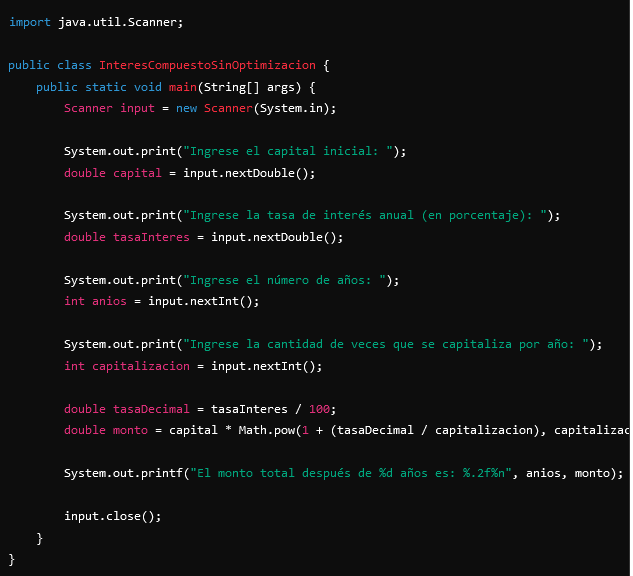 import java.util.Scanner;
public class InteresCompuestoSinOptimizacion {
public static void main(String[] args) {
Scanner input = new Scanner(System.in);
System.out.print("Ingrese el capital inicial: ");
double capital = input.nextDouble();
System.out.print("Ingrese la tasa de interés anual (en porcentaje): ");
double tasaInteres = input.nextDouble();
System.out.print("Ingrese el número de años: ");
int anios = input.nextInt();
System.out.print("Ingrese la cantidad de veces que se capitaliza por año: ");
int capitalizacion = input.nextInt();
double tasaDecimal = tasaInteres / 100;
double monto = capital * Math.pow(1 + (tasaDecimal / capitalizacion), capitalizac
System.out.printf("El monto total después de %d años es: %.2f%n", anios, monto);
input.close();
}
}